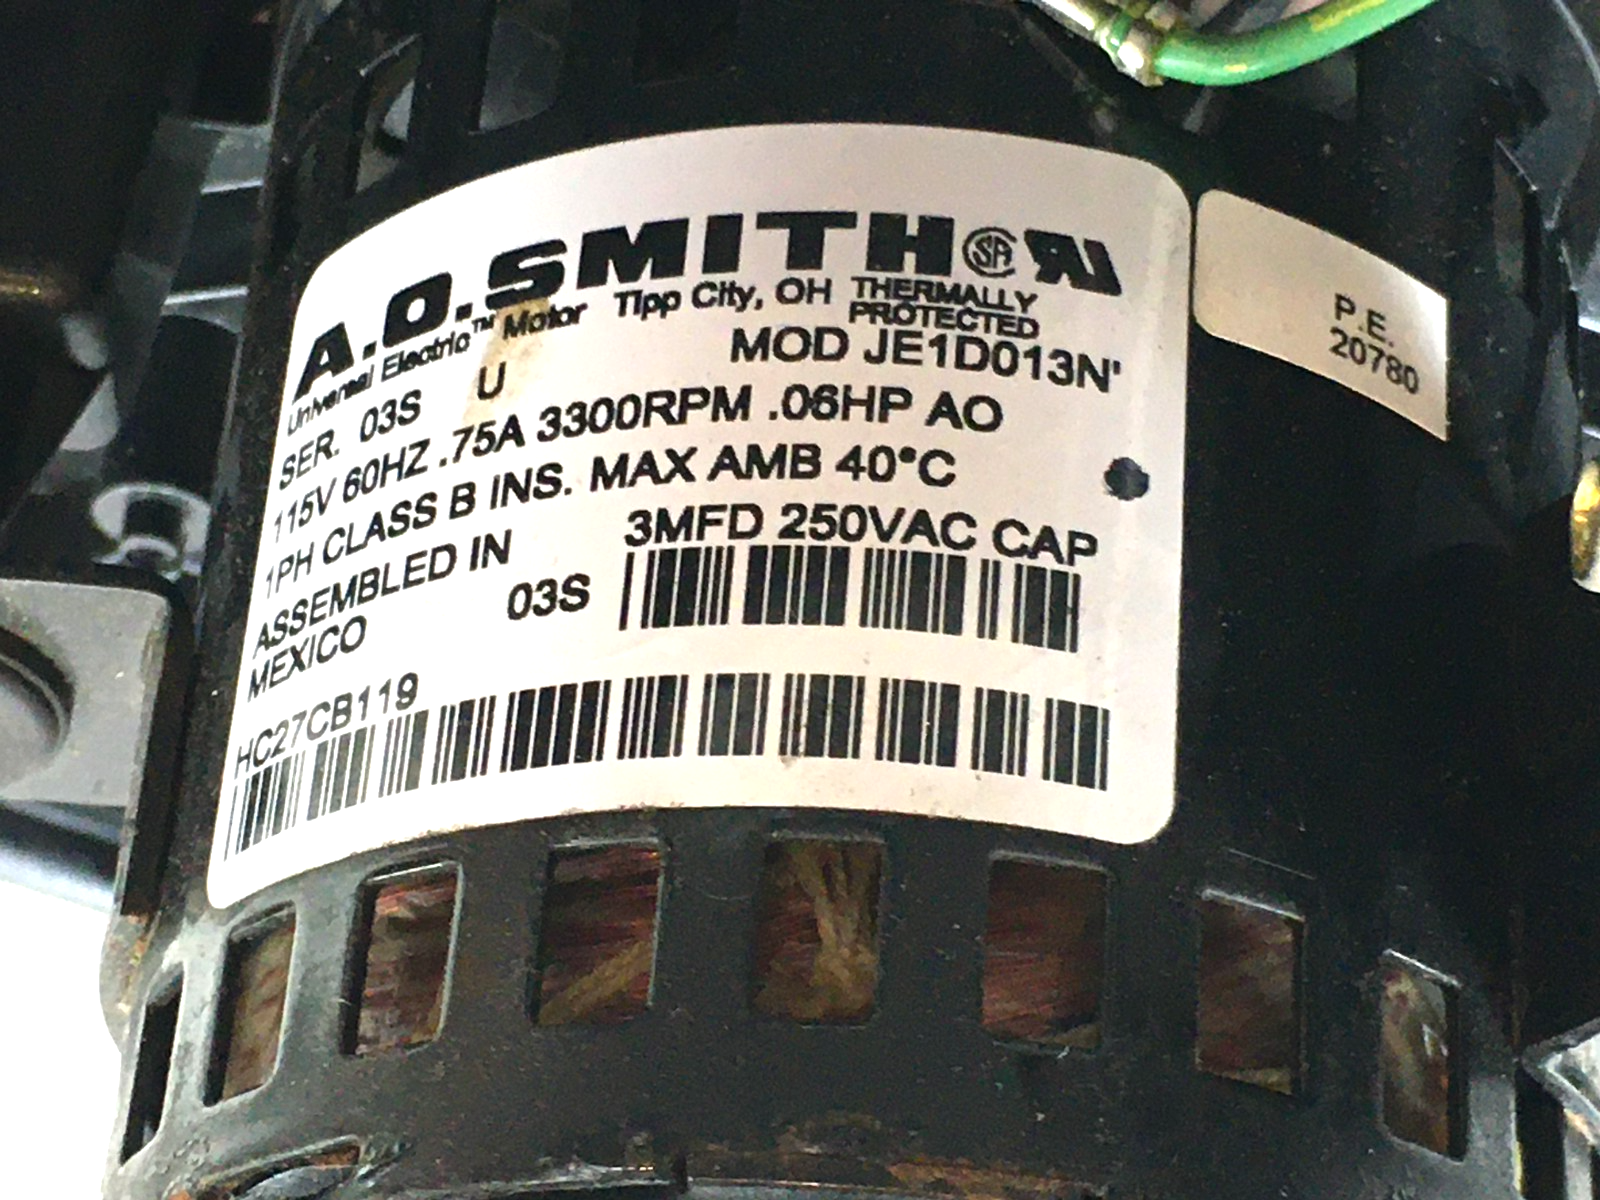 A.O.SMITH
Universal Electric™ Motor Tipp City, OH THERMALLY PROTECTED
SER. 03S U MOD JE1D013N'
115V 60HZ .75A 3300RPM .06HP AO
1PH CLASS B INS. MAX AMB 40°C
ASSEMBLED IN MEXICO
3MFD 250VAC CAP
03S
HC27CB119
P.E.
20780